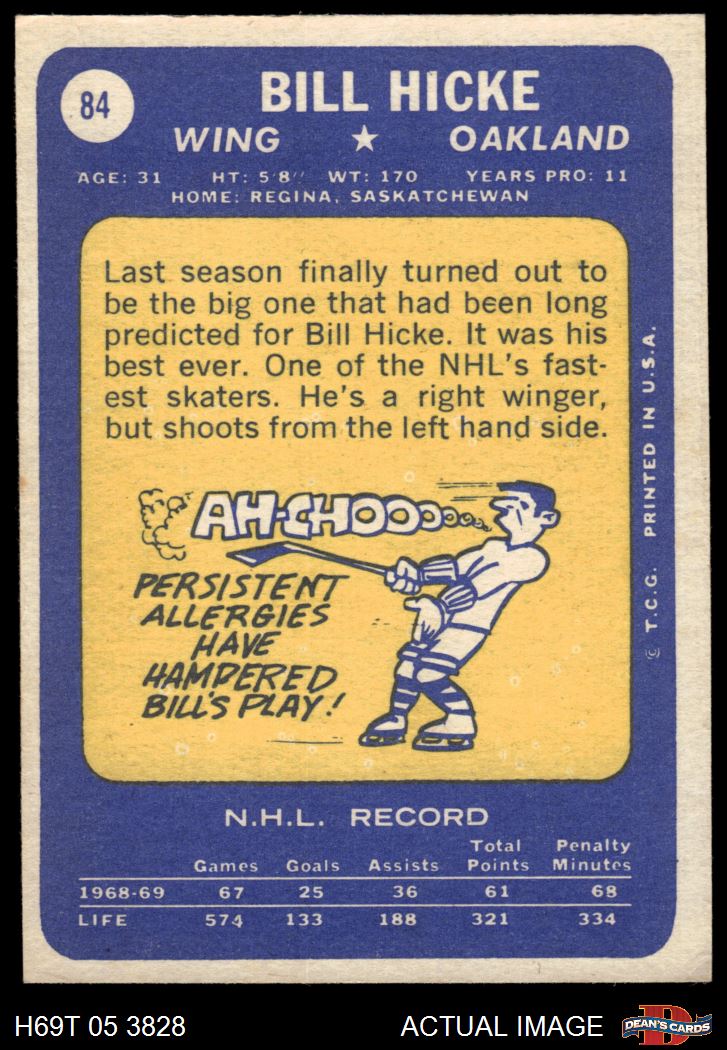 84
BILL HICKE
WING ★ OAKLAND
AGE: 31 HT: 5'8" WT: 170 YEARS PRO: 11
HOME: REGINA, SASKATCHEWAN
Last season finally turned out to
be the big one that had been long
predicted for Bill Hicke. It was his
best ever. One of the NHL's fast-
est skaters. He's a right winger,
but shoots from the left hand side.
AH-CHOOOOOOOO
PERSISTENT
ALLERGIES
HAVE
HAMPERED
BILL'S PLAY!
© T.C.G. PRINTED IN U.S.A.
N.H.L. RECORD
Games Goals Assists Total Points Penalty Minutes
1968-69 67 25 36 61 68
LIFE 574 133 188 321 334
H69T 05 3828 ACTUAL IMAGE
D
DEAN'S CARDS